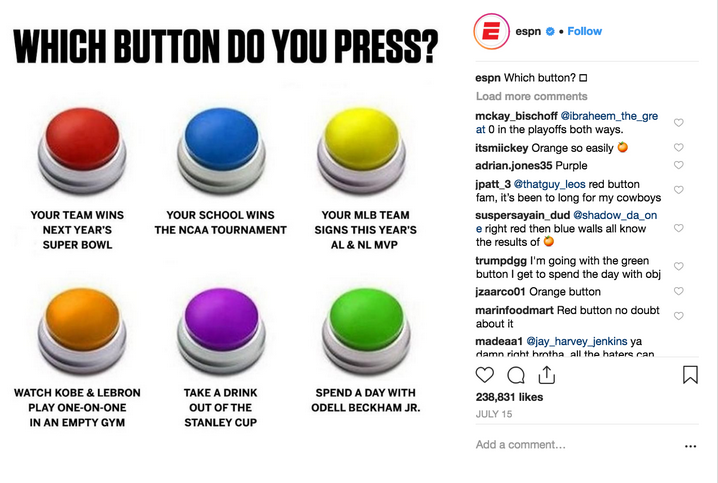 WHICH BUTTON DO YOU PRESS?
YOUR TEAM WINS
NEXT YEAR'S
SUPER BOWL
YOUR SCHOOL WINS
THE NCAA TOURNAMENT
YOUR MLB TEAM
SIGNS THIS YEAR'S
AL & NL MVP
WATCH KOBE & LEBRON
PLAY ONE-ON-ONE
IN AN EMPTY GYM
TAKE A DRINK
OUT OF THE
STANLEY CUP
SPEND A DAY WITH
ODELL BECKHAM JR.
espn • Follow
espn Which button?
Load more comments
mckay_bischoff @ibraheem_the_gre
at 0 in the playoffs both ways.
itsmiickey Orange so easily 🍊
adrian.jones35 Purple
jpatt_3 @thatguy_leos red button
fam, it's been to long for my cowboys
suspersayain_dud @shadow_da_on
e right red then blue walls all know
the results of 🍊
trumpdgg I'm going with the green
button I get to spend the day with obj
jzaarco01 Orange button
marinfoodmart Red button no doubt
about it
madeaa1 @jay_harvey_jenkins ya
damn right brotha, all the haters can
238,831 likes
JULY 15
Add a comment...